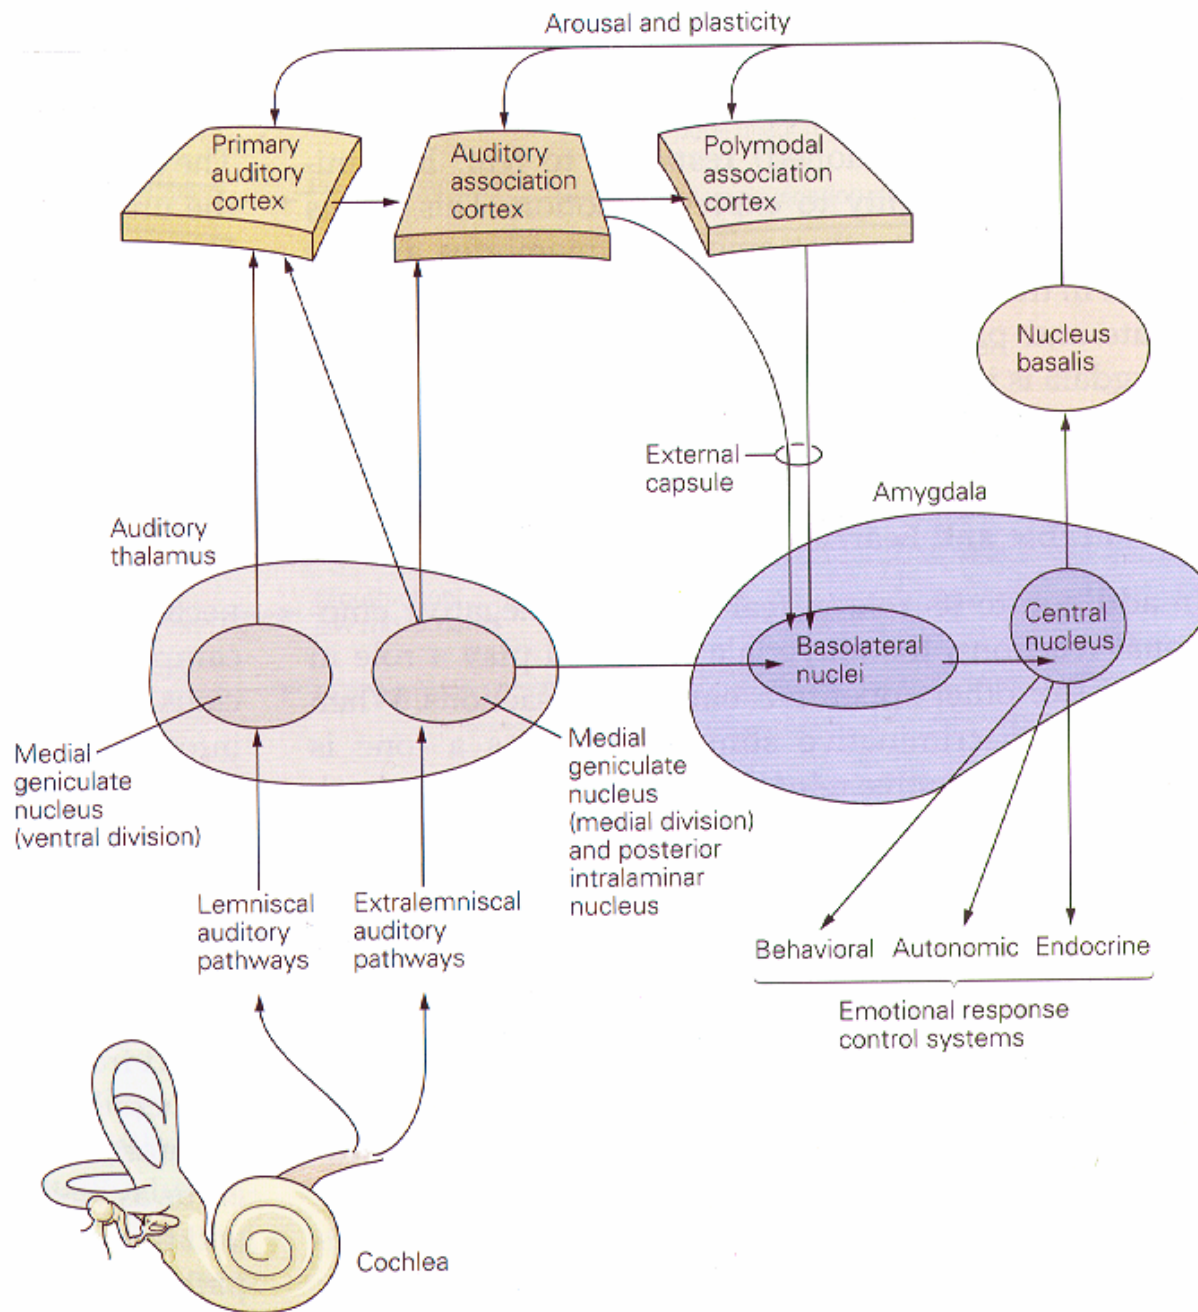 Arousal and plasticity
Primary
auditory
cortex
Auditory
association
cortex
Polymodal
association
cortex
Nucleus
basalis
External
capsule
Amygdala
Auditory
thalamus
Central
nucleus
Basolateral
nuclei
Medial
geniculate
nucleus
(ventral division)
Medial
geniculate
nucleus
(medial division)
and posterior
intralaminar
nucleus
Lemniscal
auditory
pathways
Extralemniscal
auditory
pathways
Behavioral
Autonomic
Endocrine
Emotional response
control systems
Cochlea